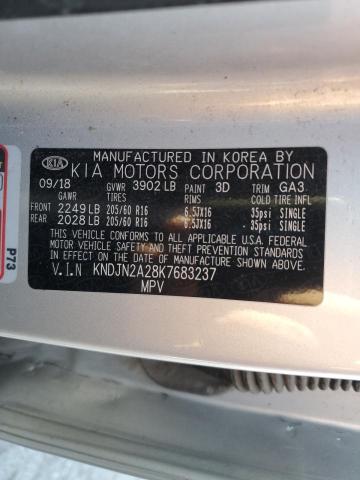 MANUFACTURED IN KOREA BY
KIA KIA MOTORS CORPORATION
09/18 GVWR 3902 LB PAINT 3D TRIM GA3
GAWR TIRES RIMS COLD TIRE INFL
FRONT 2249 LB 205/60 R16 6.5JX16 35psi SINGLE
REAR 2028 LB 205/60 R16 6.5JX16 35psi SINGLE
THIS VEHICLE CONFORMS TO ALL APPLICABLE U.S.A. FEDERAL
MOTOR VEHICLE SAFETY AND THEFT PREVENTION STANDARDS
IN EFFECT ON THE DATE OF MANUFACTURE SHOWN ABOVE.
V.I.N KNDJN2A28K7683237
MPV
P73